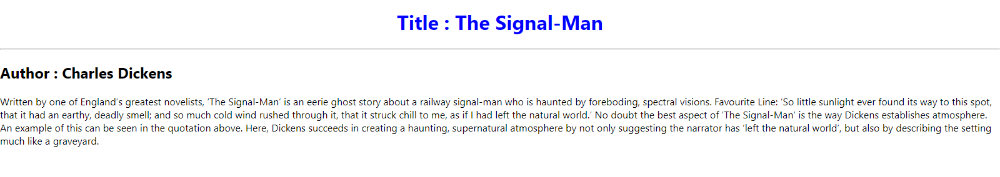 Title : The Signal-Man
Author : Charles Dickens
Written by one of England's greatest novelists, 'The Signal-Man' is an eerie ghost story about a railway signal-man who is haunted by foreboding, spectral visions. Favourite Line: 'So little sunlight ever found its way to this spot,
that it had an earthy, deadly smell; and so much cold wind rushed through it, that it struck chill to me, as if I had left the natural world.' No doubt the best aspect of 'The Signal-Man' is the way Dickens establishes atmosphere.
An example of this can be seen in the quotation above. Here, Dickens succeeds in creating a haunting, supernatural atmosphere by not only suggesting the narrator has 'left the natural world', but also by describing the setting
much like a graveyard.